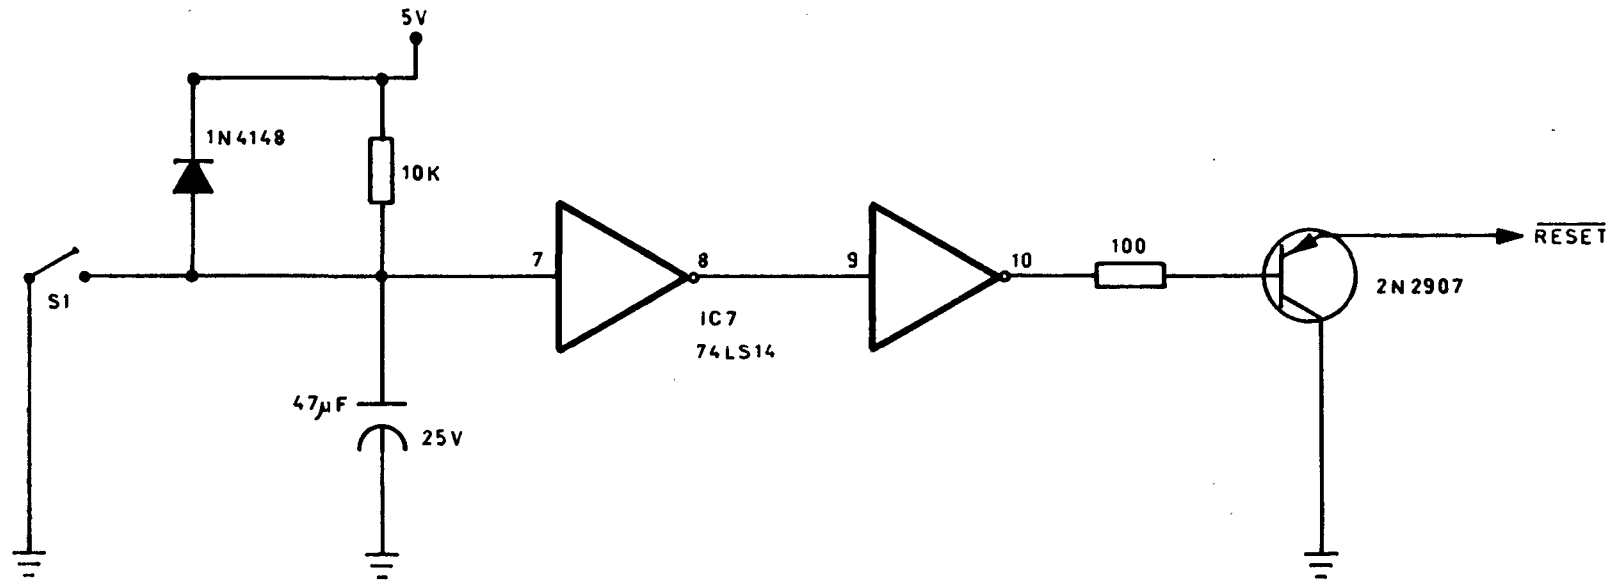 5V
1N4148
10K
S1
7
8
9
10
100
RESET
IC7
74LS14
2N2907
47µF
25V